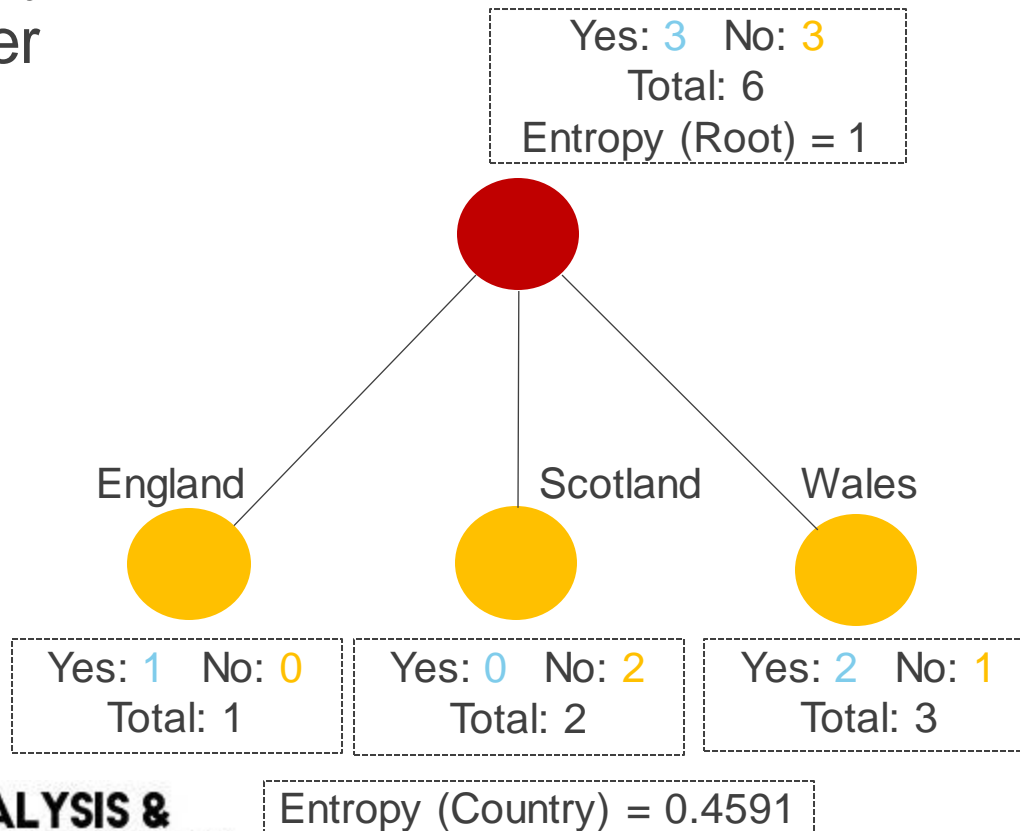 er
Yes: 3 No: 3
Total: 6
Entropy (Root) = 1
England
Scotland
Wales
Yes: 1 No: 0
Total: 1
Yes: 0 No: 2
Total: 2
Yes: 2 No: 1
Total: 3
ALYSIS &
Entropy (Country) = 0.4591